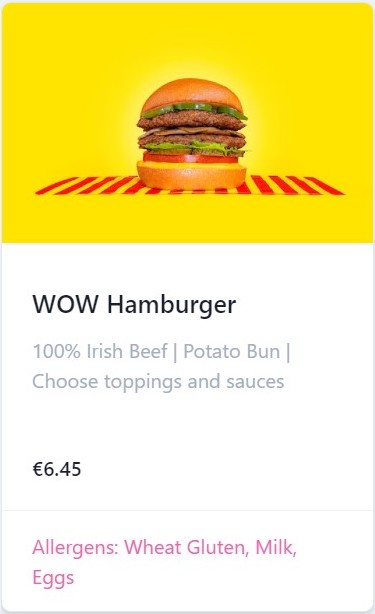 WOW Hamburger
100% Irish Beef | Potato Bun |
Choose toppings and sauces
€6.45
Allergens: Wheat Gluten, Milk,
Eggs